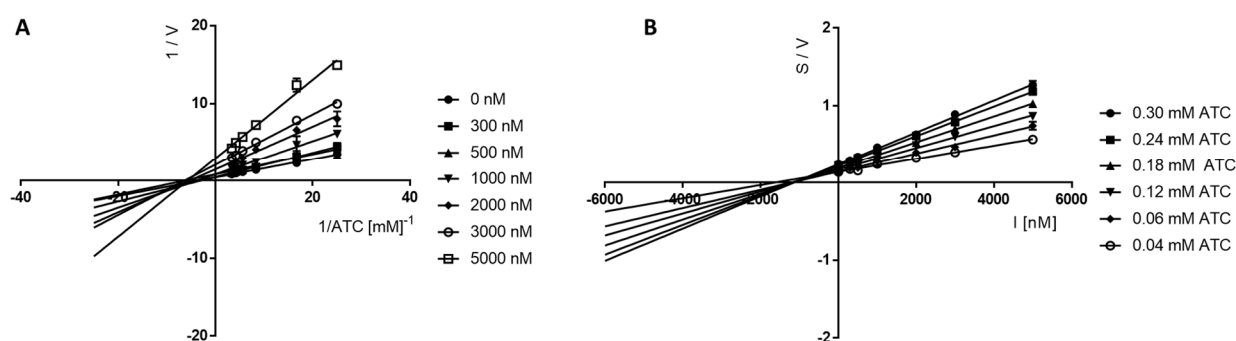 A
1 / V
20
10
-20
20
40
-10
-20
1/ATC [mM]-1
0 nM
300 nM
500 nM
1000 nM
2000 nM
3000 nM
5000 nM
B
S / V
2
1
-6000
-4000
-2000
2000
4000
6000
-1
-2
I [nM]
0.30 mM ATC
0.24 mM ATC
0.18 mM ATC
0.12 mM ATC
0.06 mM ATC
0.04 mM ATC